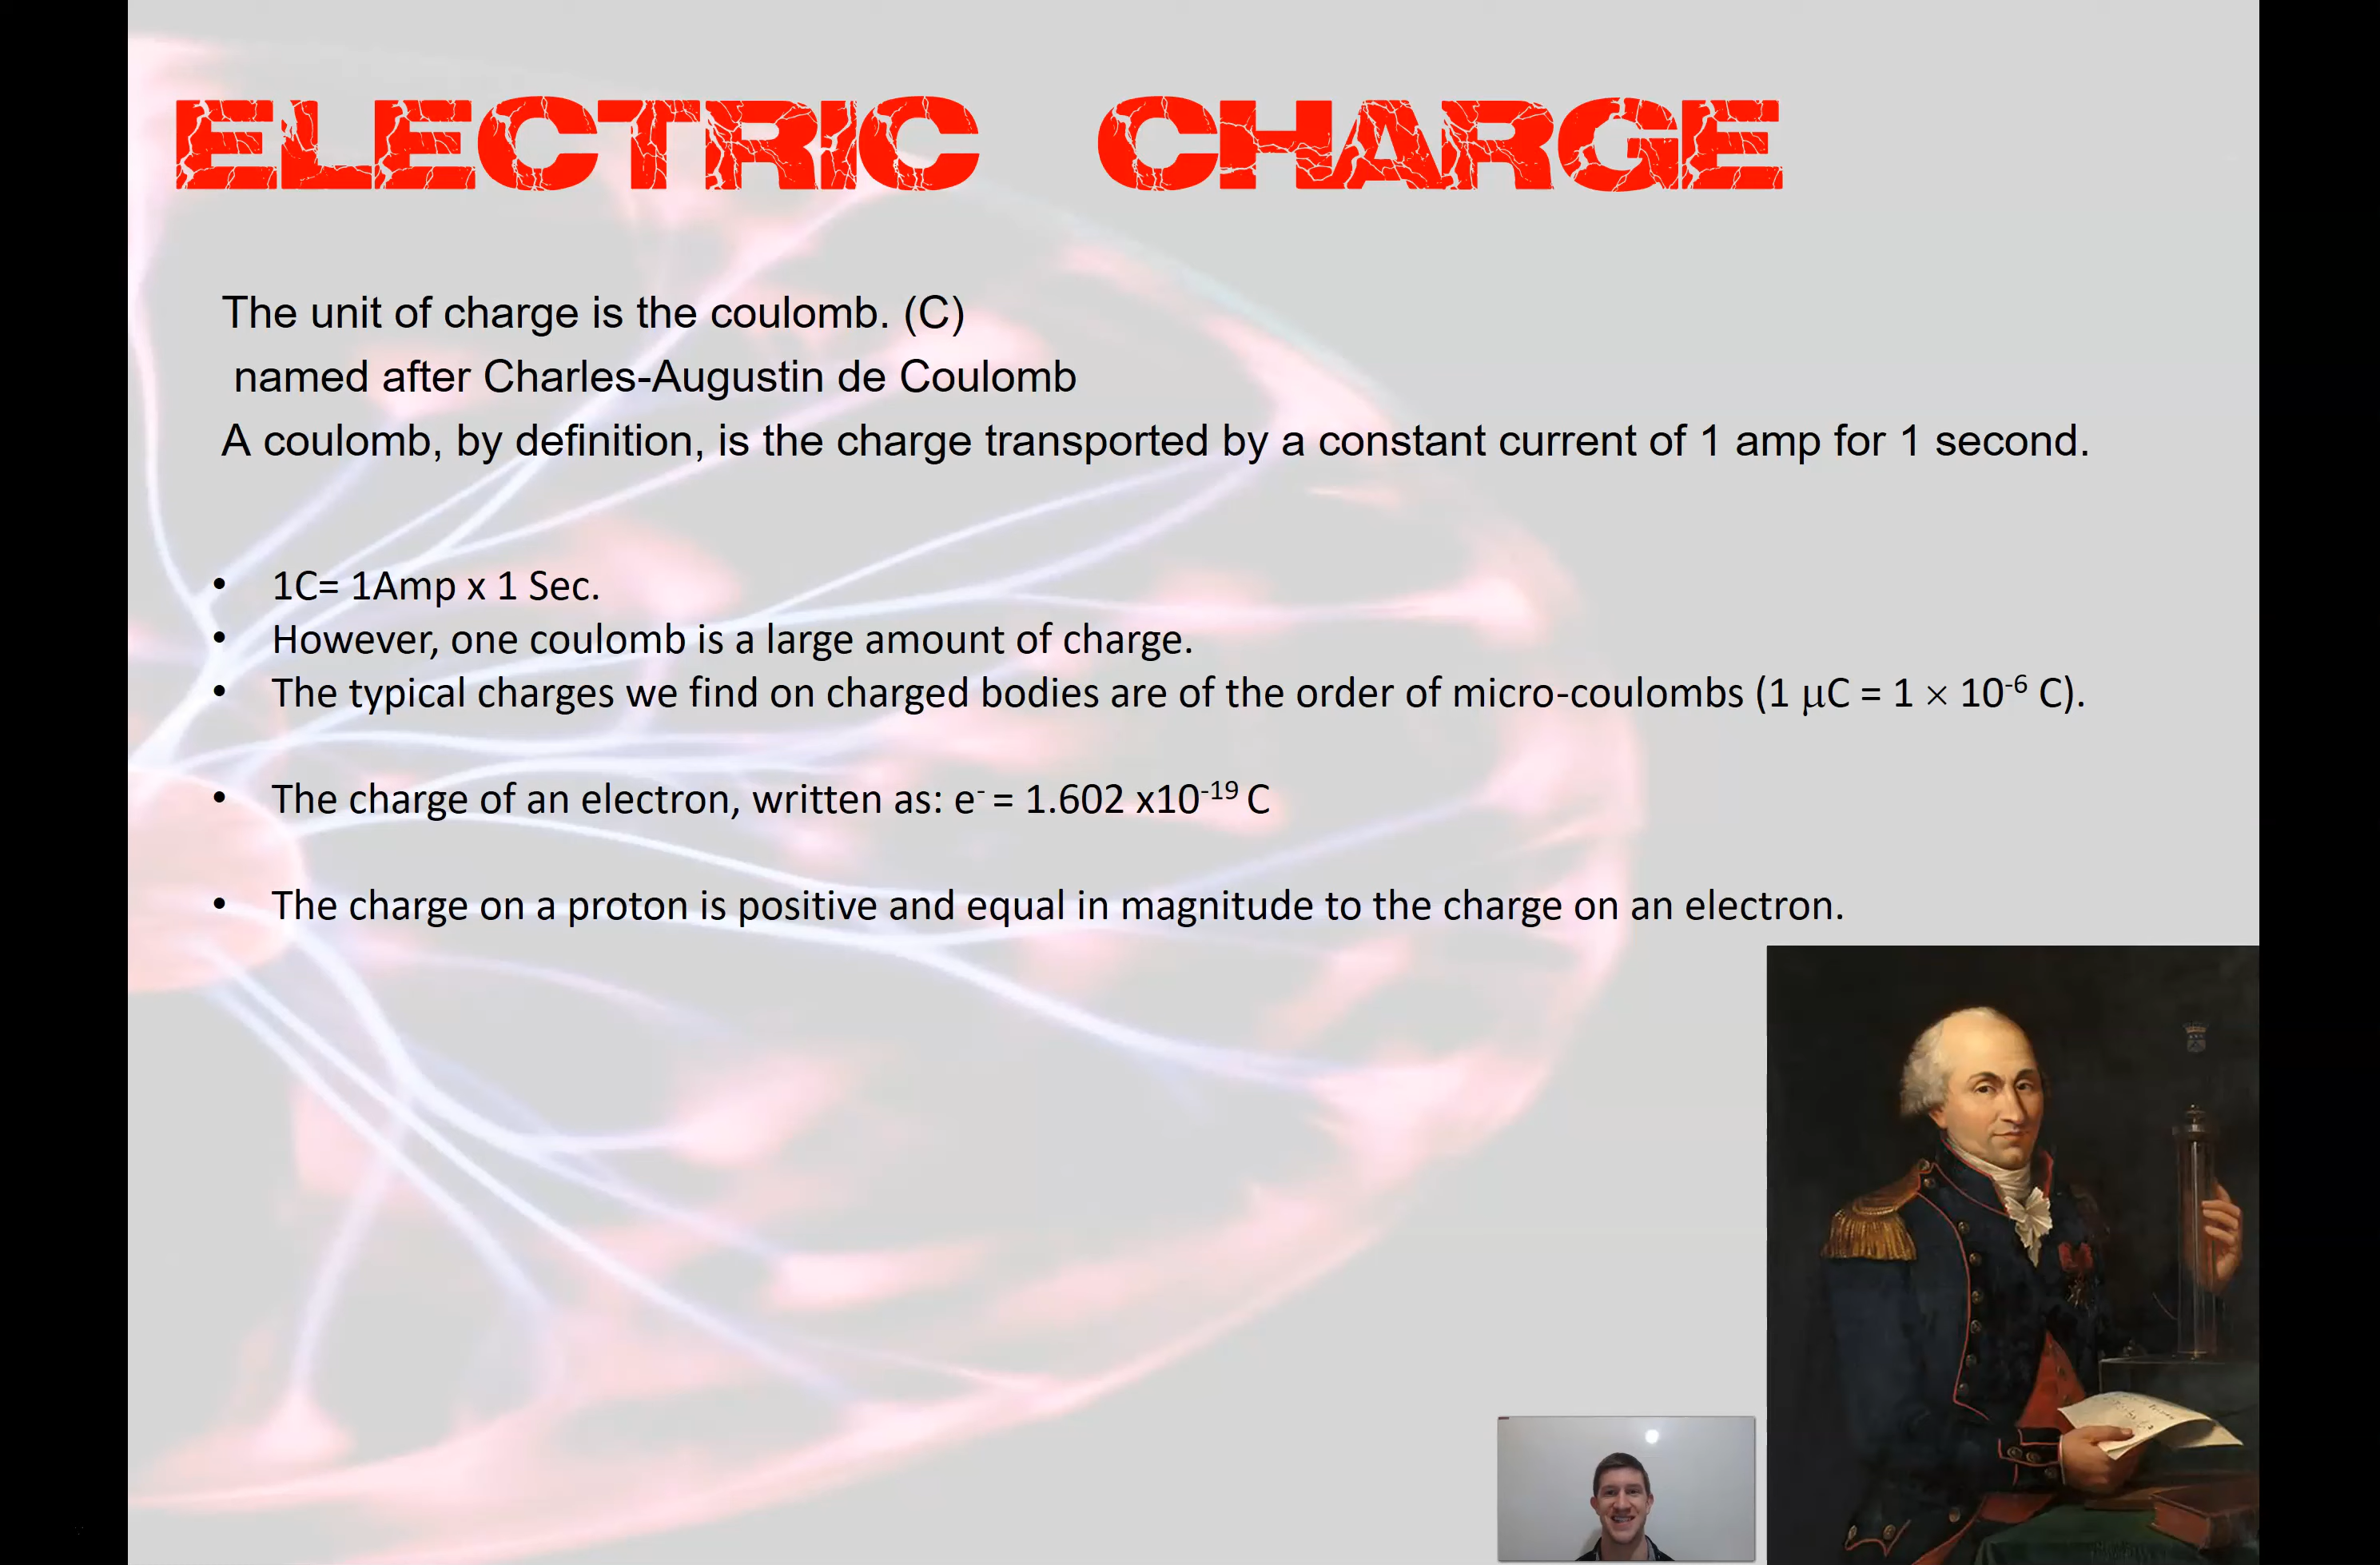 ELECTRIC CHARGE
The unit of charge is the coulomb. (C)
named after Charles-Augustin de Coulomb
A coulomb, by definition, is the charge transported by a constant current of 1 amp for 1 second.
• 1C= 1Amp x 1 Sec.
• However, one coulomb is a large amount of charge.
• The typical charges we find on charged bodies are of the order of micro-coulombs (1 μC = 1 × 10⁻⁶ C).
• The charge of an electron, written as: e⁻ = 1.602 x10⁻¹⁹ C
• The charge on a proton is positive and equal in magnitude to the charge on an electron.